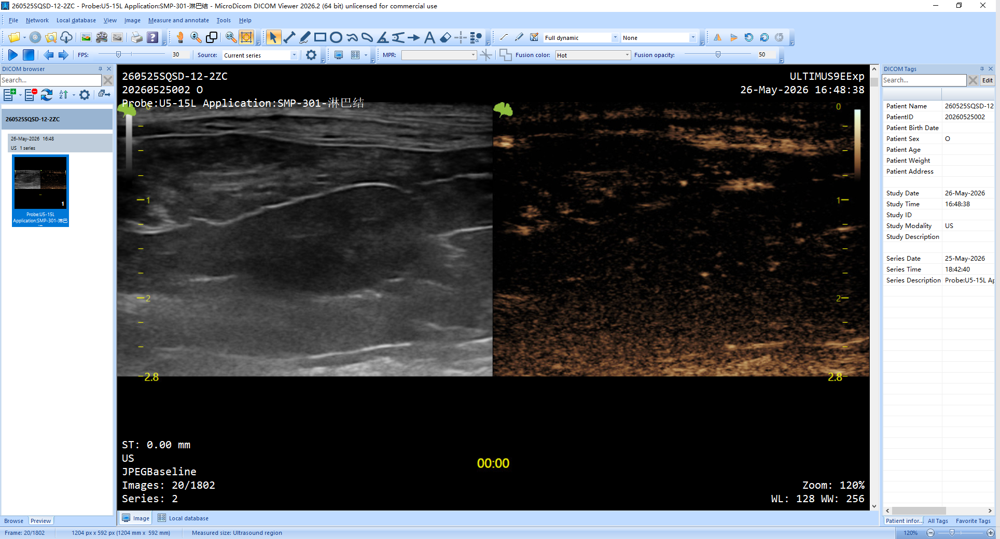 260525SQSD-12-2ZC - Probe:U5-15L Application:SMP-301-淋巴结 - MicroDicom DICOM Viewer 2026.2 (64 bit) unlicensed for commercial use
File Network Local database View Image Measure and annotate Tools Help
1:1 A Full dynamic None
FPS: 30 Source: Current series MPR: Fusion color: Hot Fusion opacity: 50
DICOM browser
Search...
260525SQSD-12-2ZC
26-May-2026 16:48
US 1 series
1
Probe:U5-15L
Application:SMP-301-淋巴
Browse Preview
260525SQSD-12-2ZC
20260525002 O
Probe:U5-15L Application:SMP-301-淋巴结
ULTIMUS9EExp
26-May-2026 16:48:38
0
1
2
2.8
0
1
2
2.8
00:00
ST: 0.00 mm
US
JPEGBaseline
Images: 20/1802
Series: 2
Zoom: 120%
WL: 128 WW: 256
Image Local database
DICOM Tags
Search... Edit
Patient Name 260525SQSD-12
PatientID 20260525002
Patient Birth Date
Patient Sex O
Patient Age
Patient Weight
Patient Address
Study Date 26-May-2026
Study Time 16:48:38
Study ID
Study Modality US
Study Description
Series Date 25-May-2026
Series Time 18:42:40
Series Description Probe:U5-15L Ap
Patient infor... All Tags Favorite Tags
Frame: 20/1802 1204 px x 592 px (1204 mm x 592 mm) Measured size: Ultrasound region 120%